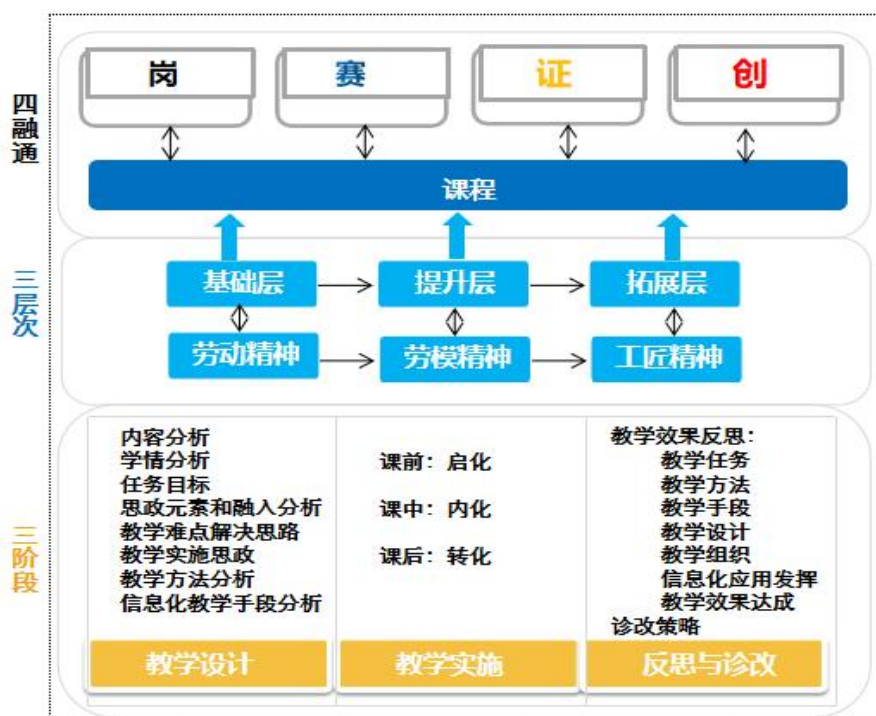 四融通
岗
赛
证
创
课程
三层次
基础层
提升层
拓展层
劳动精神
劳模精神
工匠精神
三阶段
内容分析
学情分析
任务目标
思政元素和融入分析
教学难点解决思路
教学实施思政
教学方法分析
信息化教学手段分析
教学设计
课前：启化
课中：内化
课后：转化
教学实施
教学效果反思：
教学任务
教学方法
教学手段
教学设计
教学组织
信息化应用发挥
教学效果达成
诊改策略
反思与诊改